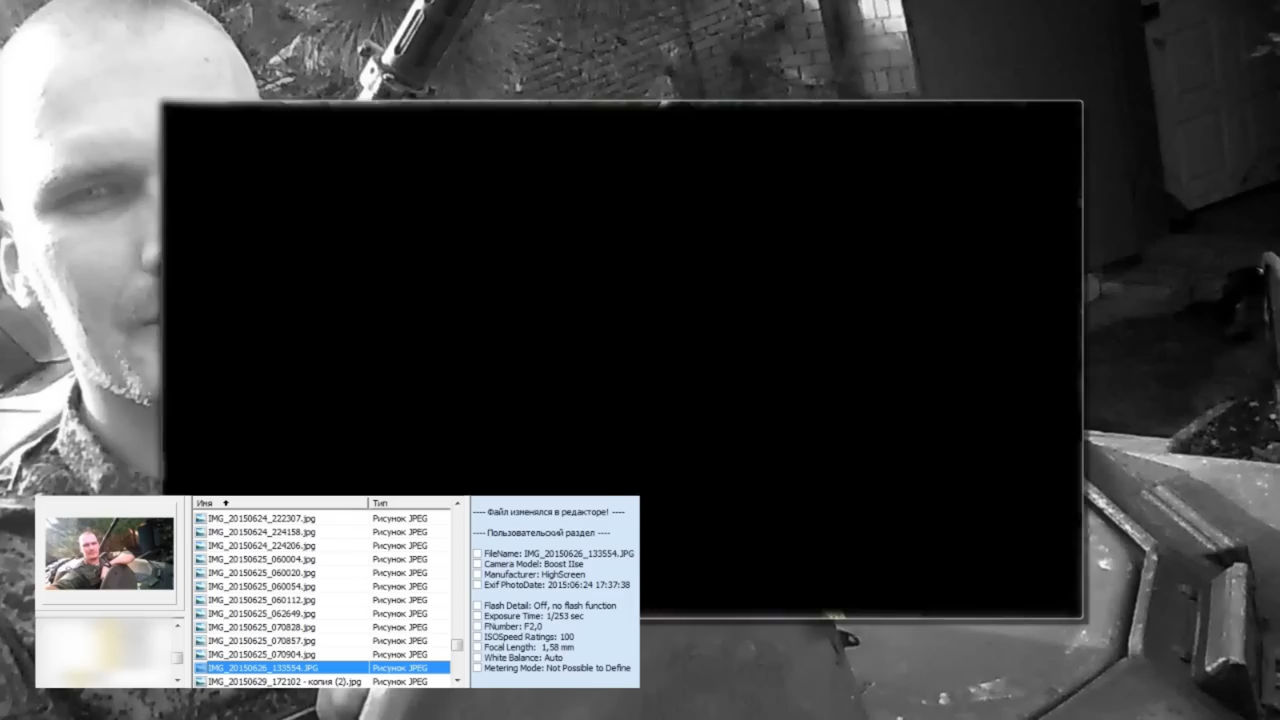 Имя Тип
IMG_20150624_222307.jpg Рисунок JPEG
IMG_20150624_224158.jpg Рисунок JPEG
IMG_20150624_224206.jpg Рисунок JPEG
IMG_20150625_060004.jpg Рисунок JPEG
IMG_20150625_060020.jpg Рисунок JPEG
IMG_20150625_060054.jpg Рисунок JPEG
IMG_20150625_060112.jpg Рисунок JPEG
IMG_20150625_062649.jpg Рисунок JPEG
IMG_20150625_070828.jpg Рисунок JPEG
IMG_20150625_070857.jpg Рисунок JPEG
IMG_20150625_070904.jpg Рисунок JPEG
IMG_20150626_133554.JPG Рисунок JPEG
IMG_20150629_172102 - копия (2).jpg Рисунок JPEG
---- Файл изменялся в редакторе! ----
---- Пользовательский раздел ----
FileName: IMG_20150626_133554.JPG
Camera Model: Boost IIse
Manufacturer: HighScreen
Exif PhotoDate: 2015:06:24 17:37:38
Flash Detail: Off, no flash function
Exposure Time: 1/253 sec
FNumber: F2,0
ISOSpeed Ratings: 100
Focal Length: 1,58 mm
White Balance: Auto
Metering Mode: Not Possible to Define